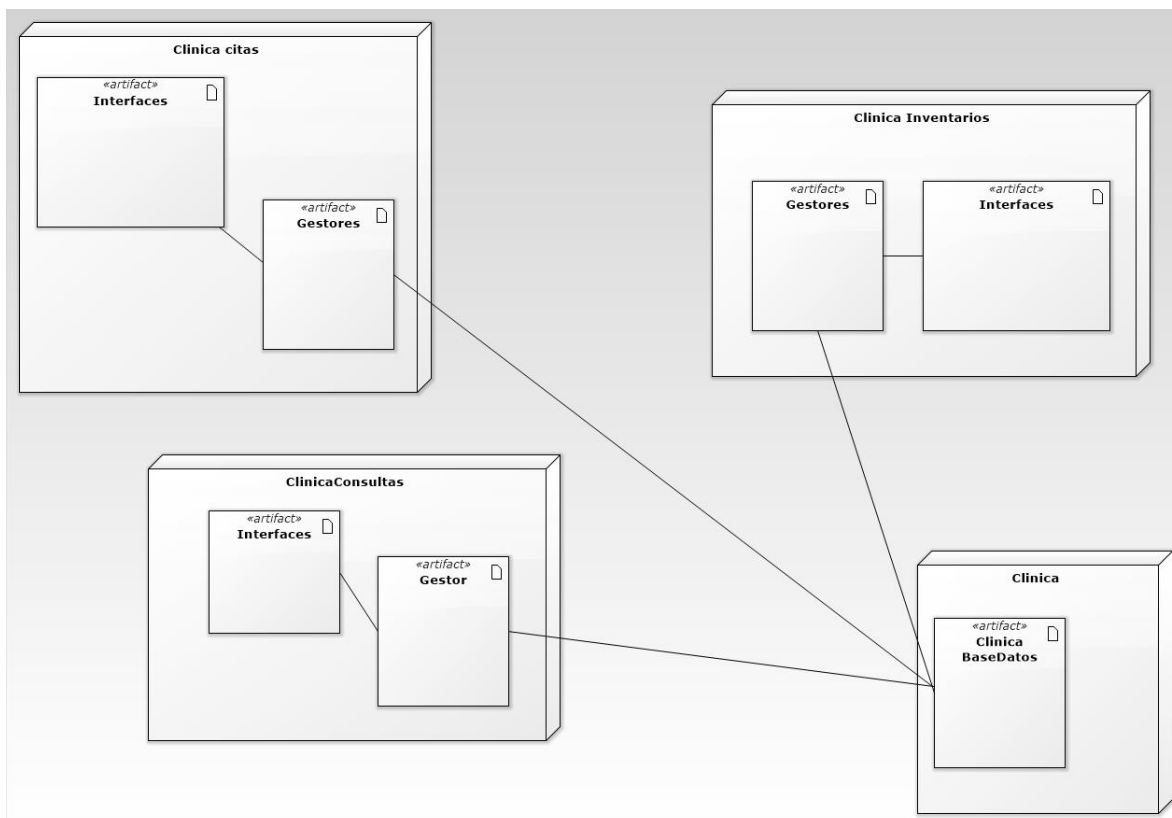 Clinica citas
«artifact»
Interfaces
«artifact»
Gestores
Clinica Inventarios
«artifact»
Gestores
«artifact»
Interfaces
ClinicaConsultas
«artifact»
Interfaces
«artifact»
Gestor
Clinica
«artifact»
Clinica
BaseDatos